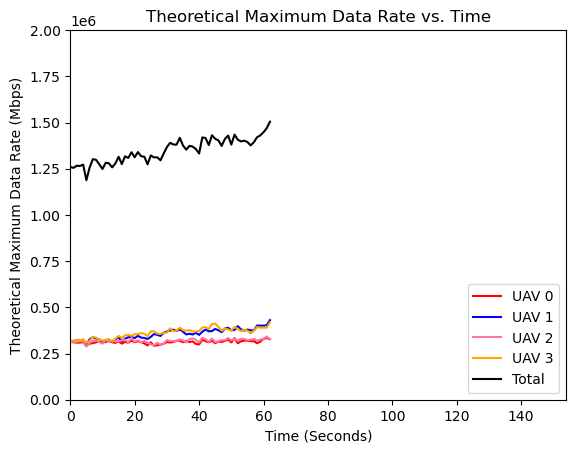 Theoretical Maximum Data Rate vs. Time
1e6
Theoretical Maximum Data Rate (Mbps)
2.00
1.75
1.50
1.25
1.00
0.75
0.50
0.25
0.00
UAV 0
UAV 1
UAV 2
UAV 3
Total
0 20 40 60 80 100 120 140
Time (Seconds)